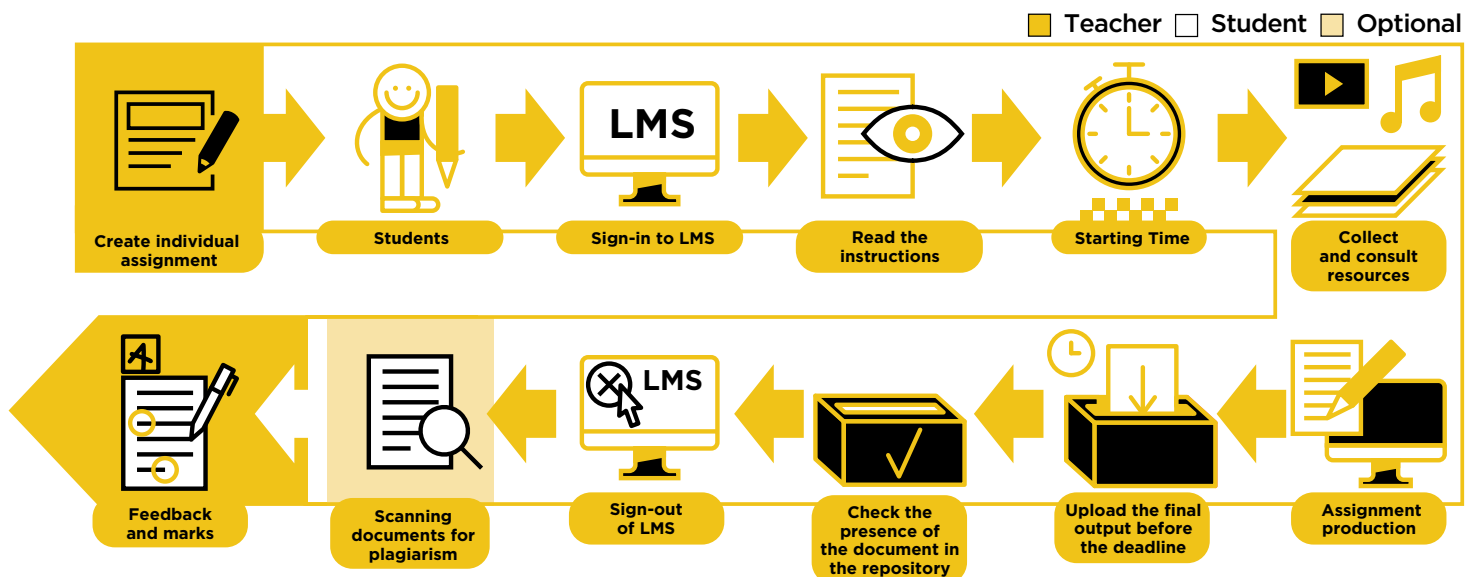 Teacher Student Optional
LMS
Create individual
assignment
Students
Sign-in to LMS
Read the
instructions
Starting Time
Collect
and consult
resources
A
LMS
Feedback
and marks
Scanning
documents for
plagiarism
Sign-out
of LMS
Check the
presence of
the document in
the repository
Upload the final
output before
the deadline
Assignment
production